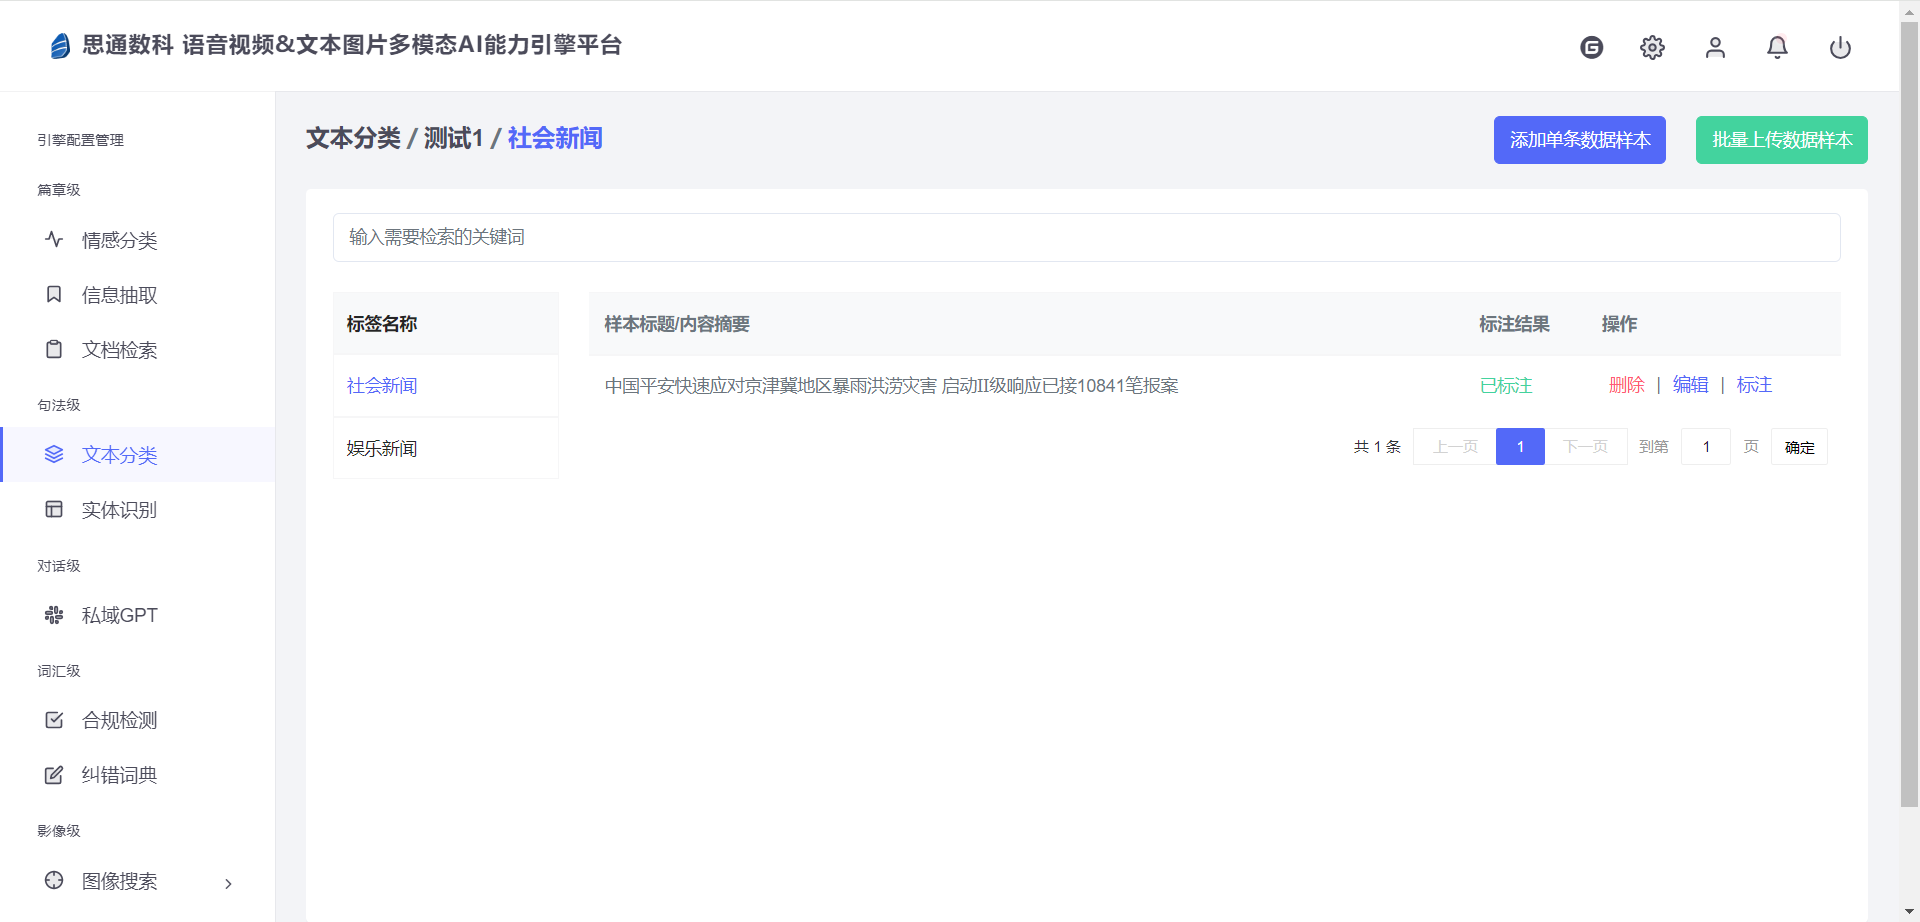 思通数科 语音视频&文本图片多模态AI能力引擎平台
引擎配置管理
篇章级
情感分类
信息抽取
文档检索
句法级
文本分类
实体识别
对话级
私域GPT
词汇级
合规检测
纠错词典
影像级
图像搜索
文本分类 / 测试1 / 社会新闻
添加单条数据样本
批量上传数据样本
输入需要检索的关键词
标签名称
社会新闻
娱乐新闻
样本标题/内容摘要 标注结果 操作
中国平安快速应对京津冀地区暴雨洪涝灾害 启动II级响应已接10841笔报案 已标注 删除 | 编辑 | 标注
共 1 条 上一页 1 下一页 到第 1 页 确定